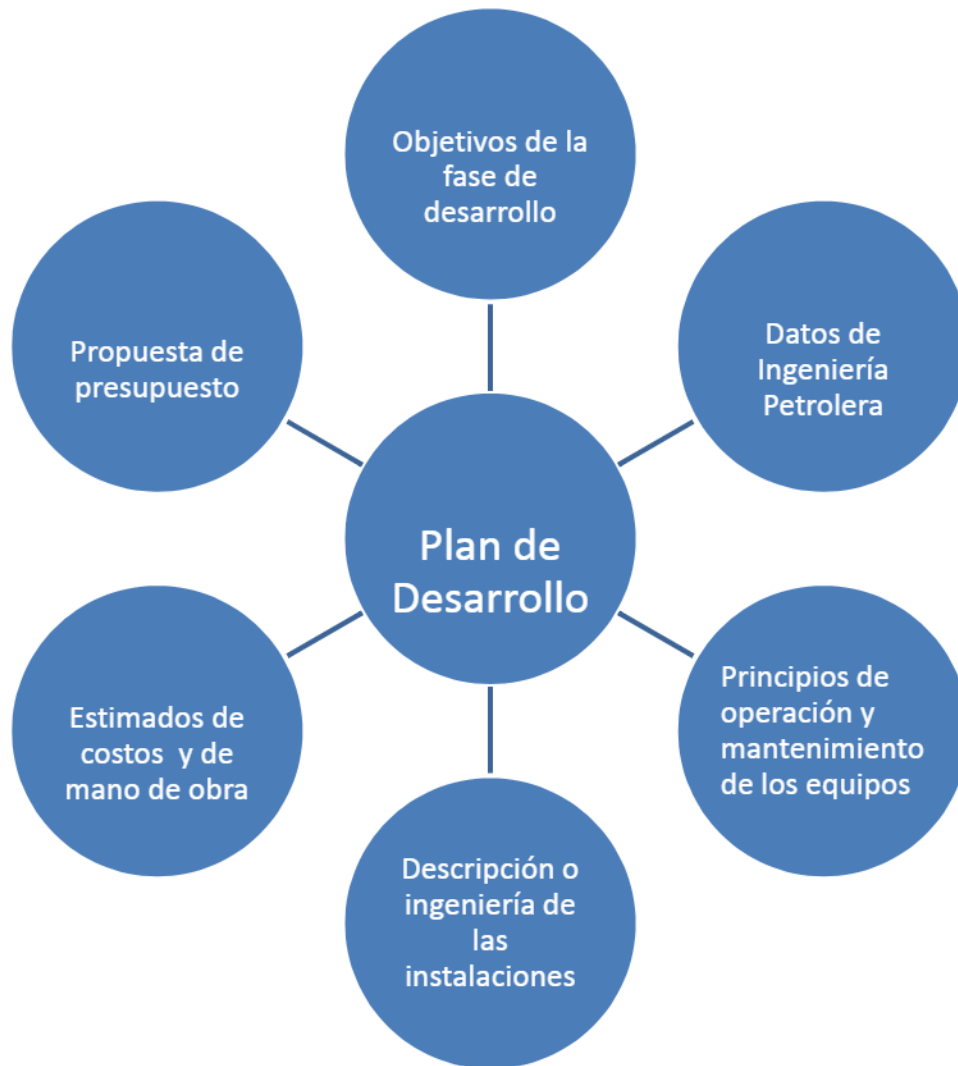 Objetivos de la
fase de
desarrollo
Datos de
Ingeniería
Petrolera
Principios de
operación y
mantenimiento
de los equipos
Descripción o
ingeniería de
las
instalaciones
Estimados de
costos y de
mano de obra
Propuesta de
presupuesto
Plan de
Desarrollo